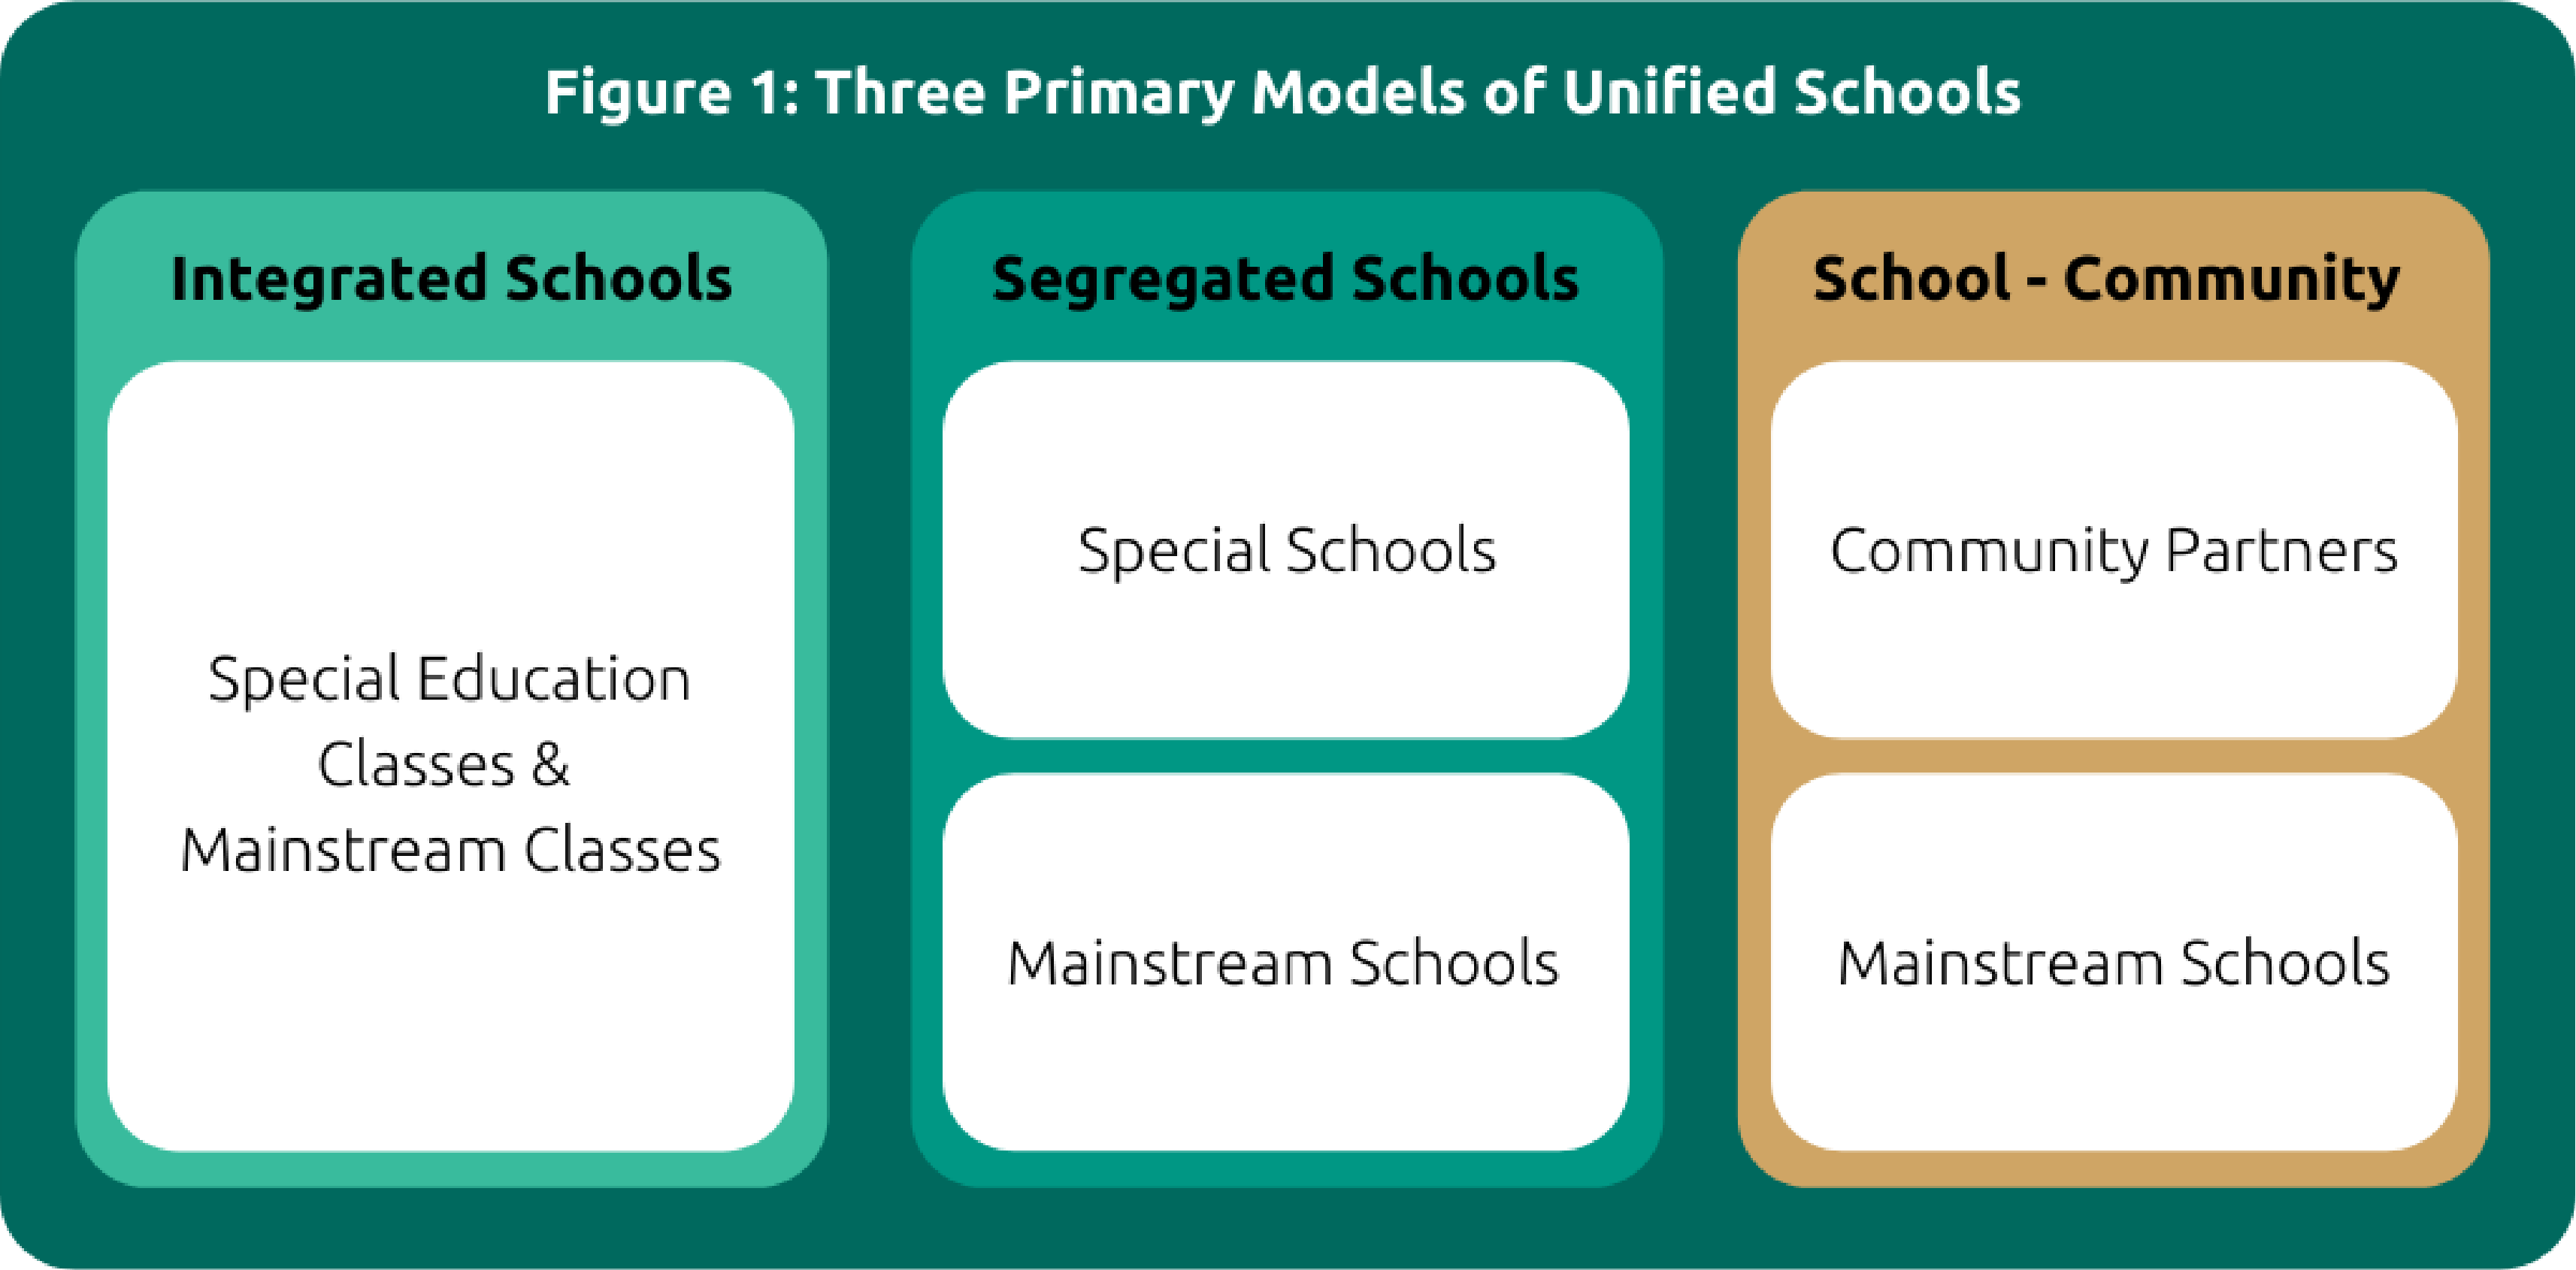 Figure 1: Three Primary Models of Unified Schools
Integrated Schools
Special Education
Classes &
Mainstream Classes
Segregated Schools
Special Schools
Mainstream Schools
School - Community
Community Partners
Mainstream Schools